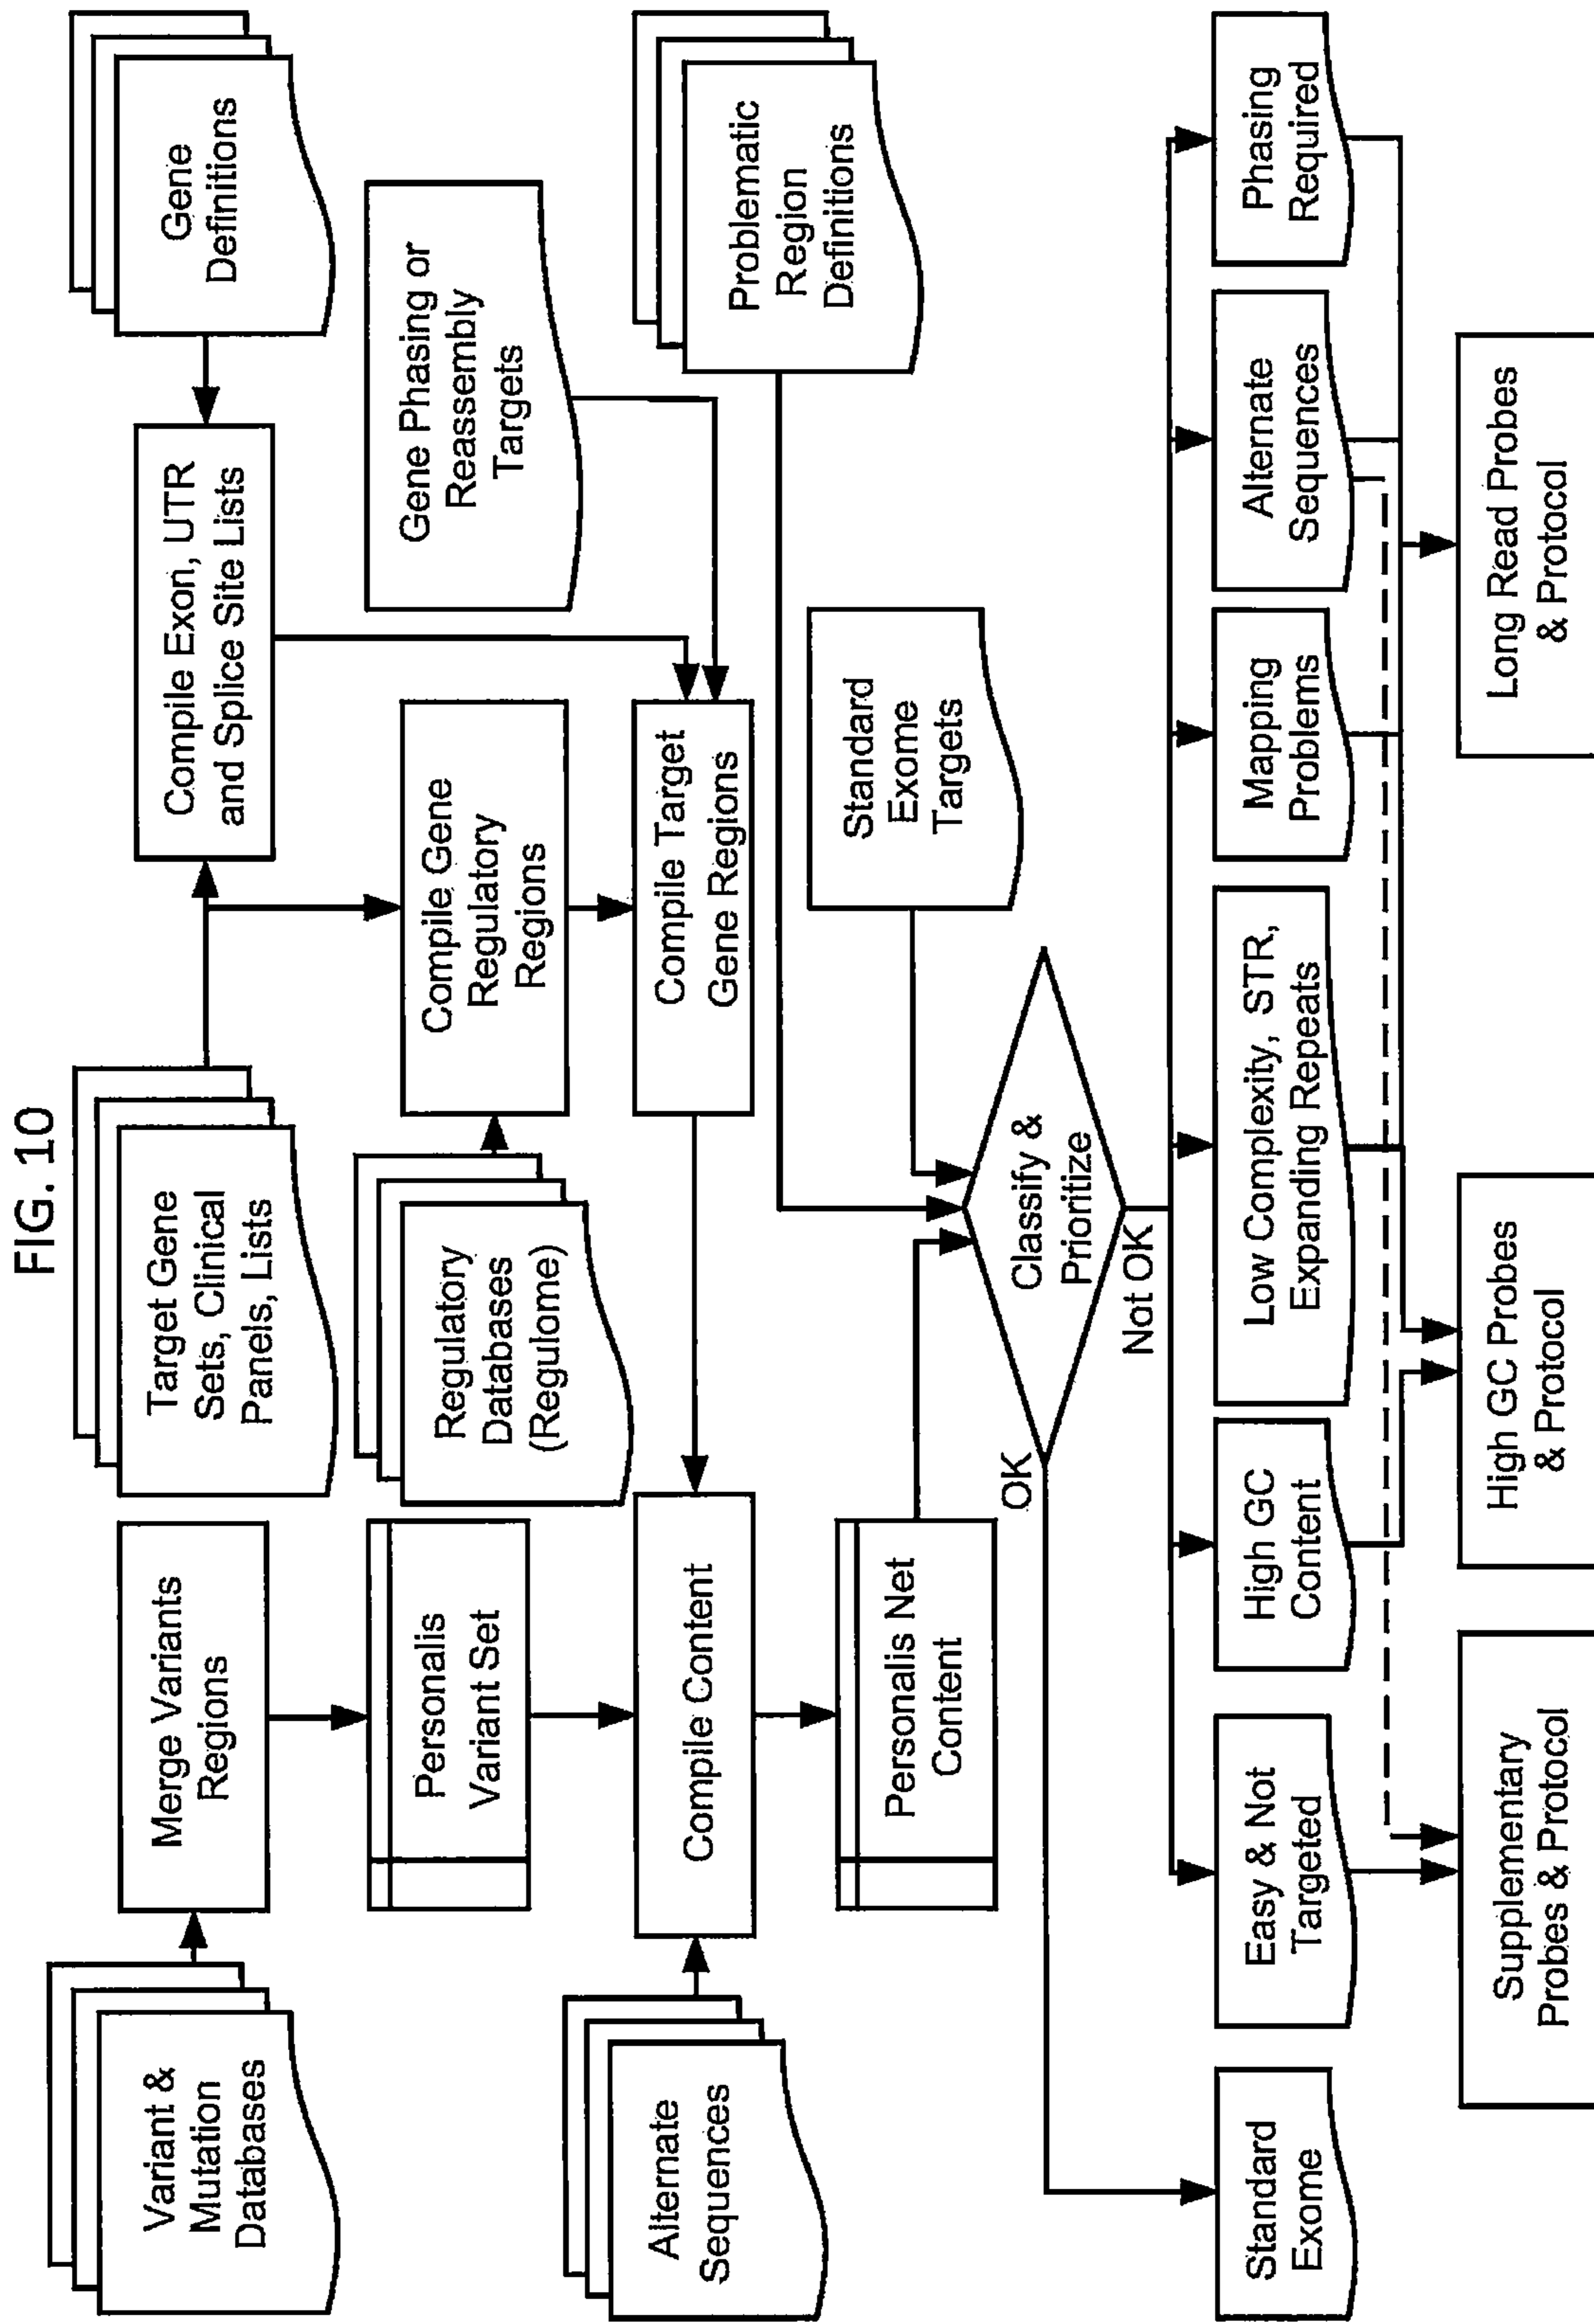 FIG. 10
Variant &
Mutation
Databases
Merge Variants
Regions
Target Gene
Sets, Clinical
Panels, Lists
Compile Exon, UTR
and Splice Site Lists
Gene
Definitions
Personalis
Variant Set
Regulatory
Databases
(Regulome)
Compile Gene
Regulatory
Regions
Gene Phasing or
Reassembly
Targets
Alternate
Sequences
Compile Content
Compile Target
Gene Regions
Problematic
Region
Definitions
Personalis Net
Content
Standard
Exome
Targets
Classify &
Prioritize
OK
Not OK
Standard
Exome
Easy & Not
Targeted
High GC
Content
Low Complexity, STR,
Expanding Repeats
Mapping
Problems
Alternate
Sequences
Phasing
Required
Supplementary
Probes & Protocol
High GC Probes
& Protocol
Long Read Probes
& Protocol